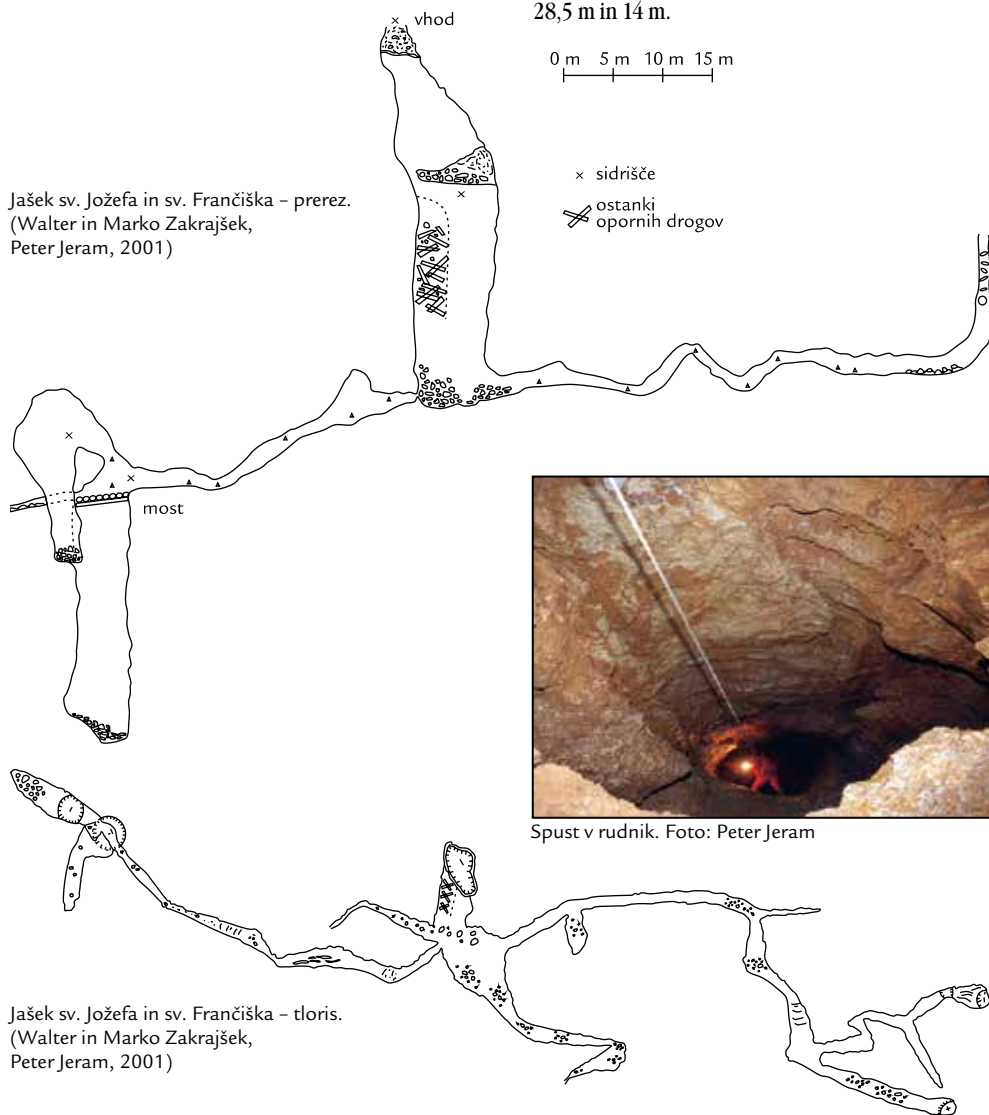 28,5 m in 14 m.
× vhod
0 m 5 m 10 m 15 m
× sidrišče
ostanki
opornih drogov
Jašek sv. Jožefa in sv. Frančiška – prerez.
(Walter in Marko Zakrajšek,
Peter Jeram, 2001)
most
Spust v rudnik. Foto: Peter Jeram
Jašek sv. Jožefa in sv. Frančiška – tloris.
(Walter in Marko Zakrajšek,
Peter Jeram, 2001)